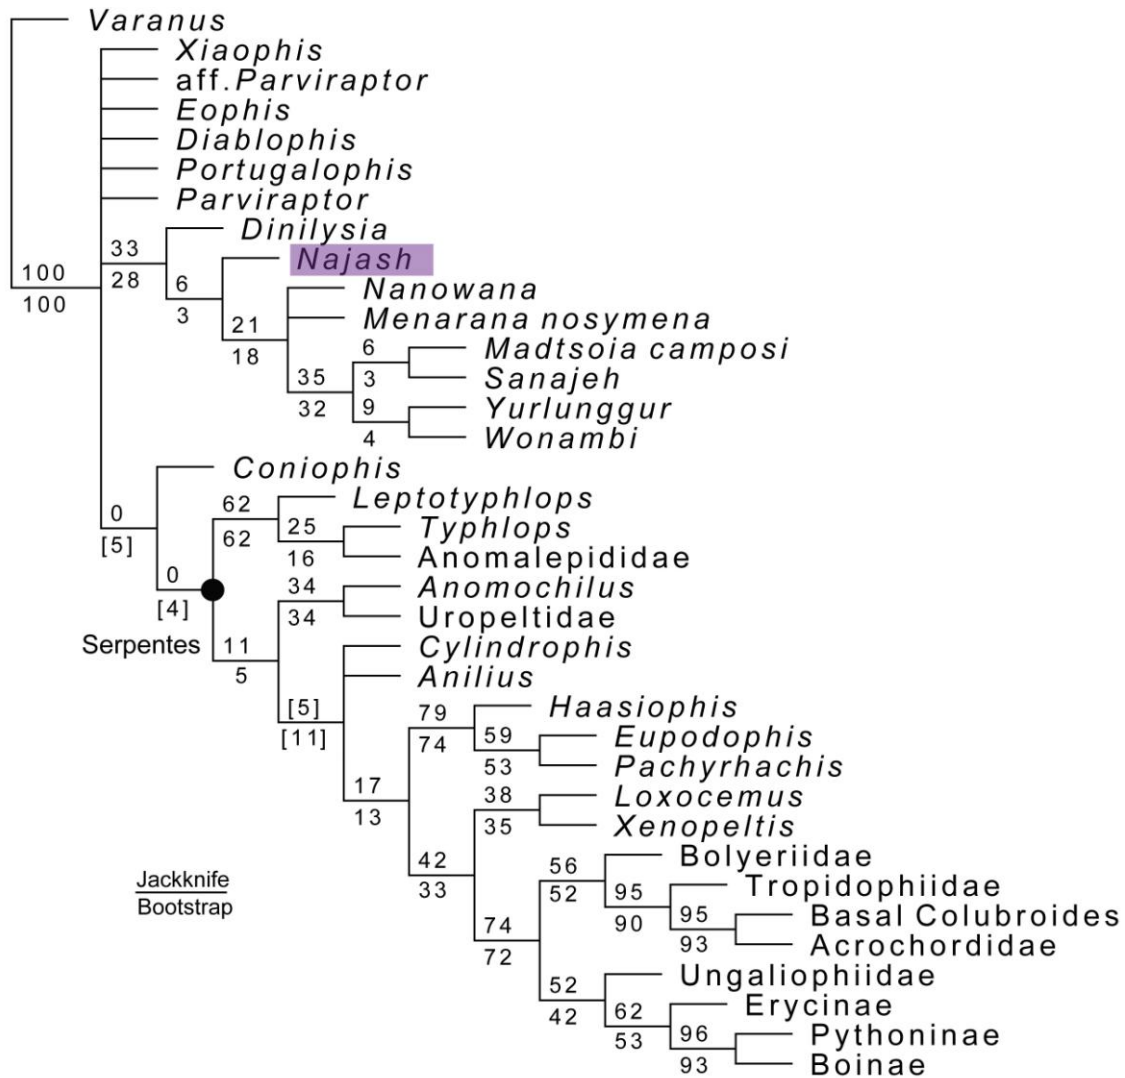 Varanus
Xiaophis
aff. Parviraptor
Eophis
Diablophis
Portugalophis
Parviraptor
Dinilysia
33
Najash
100
28
6
100
3
Nanowana
21
Menarana nosymena
18
6
Madtsoia camposi
35
3
Sanajeh
32
9
Yurlunggur
4
Wonambi
Coniophis
62
Leptotyphlops
0
25
Typhlops
[5]
62
16
Anomalepididae
0
34
Anomochilus
[4]
34
Uropeltidae
Serpentes
11
Cylindrophis
5
Anilius
[5]
79
Haasiophis
[11]
74
59
Eupodophis
53
Pachyrhachis
17
38
Loxocemus
13
35
Xenopeltis
42
56
Bolyeriidae
33
52
95
Tropidophiidae
Jackknife
Bootstrap
90
95
Basal Colubroides
74
93
Acrochordidae
72
52
Ungaliophiidae
42
62
Erycinae
53
96
Pythoninae
93
Boinae